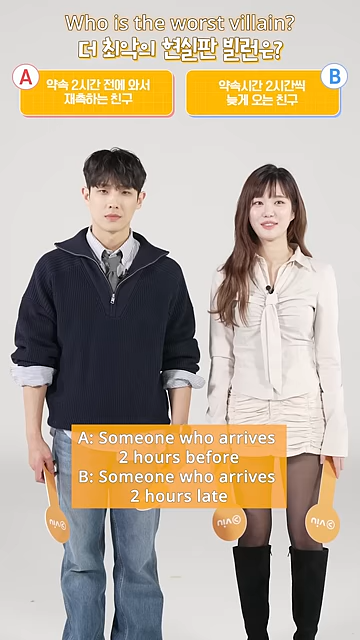 Who is the worst villain?
더 최악의 현실판 빌런은?
A
약속 2시간 전에 와서
재촉하는 친구
B
약속시간 2시간씩
늦게 오는 친구
A: Someone who arrives
2 hours before
B: Someone who arrives
2 hours late
viu
viu